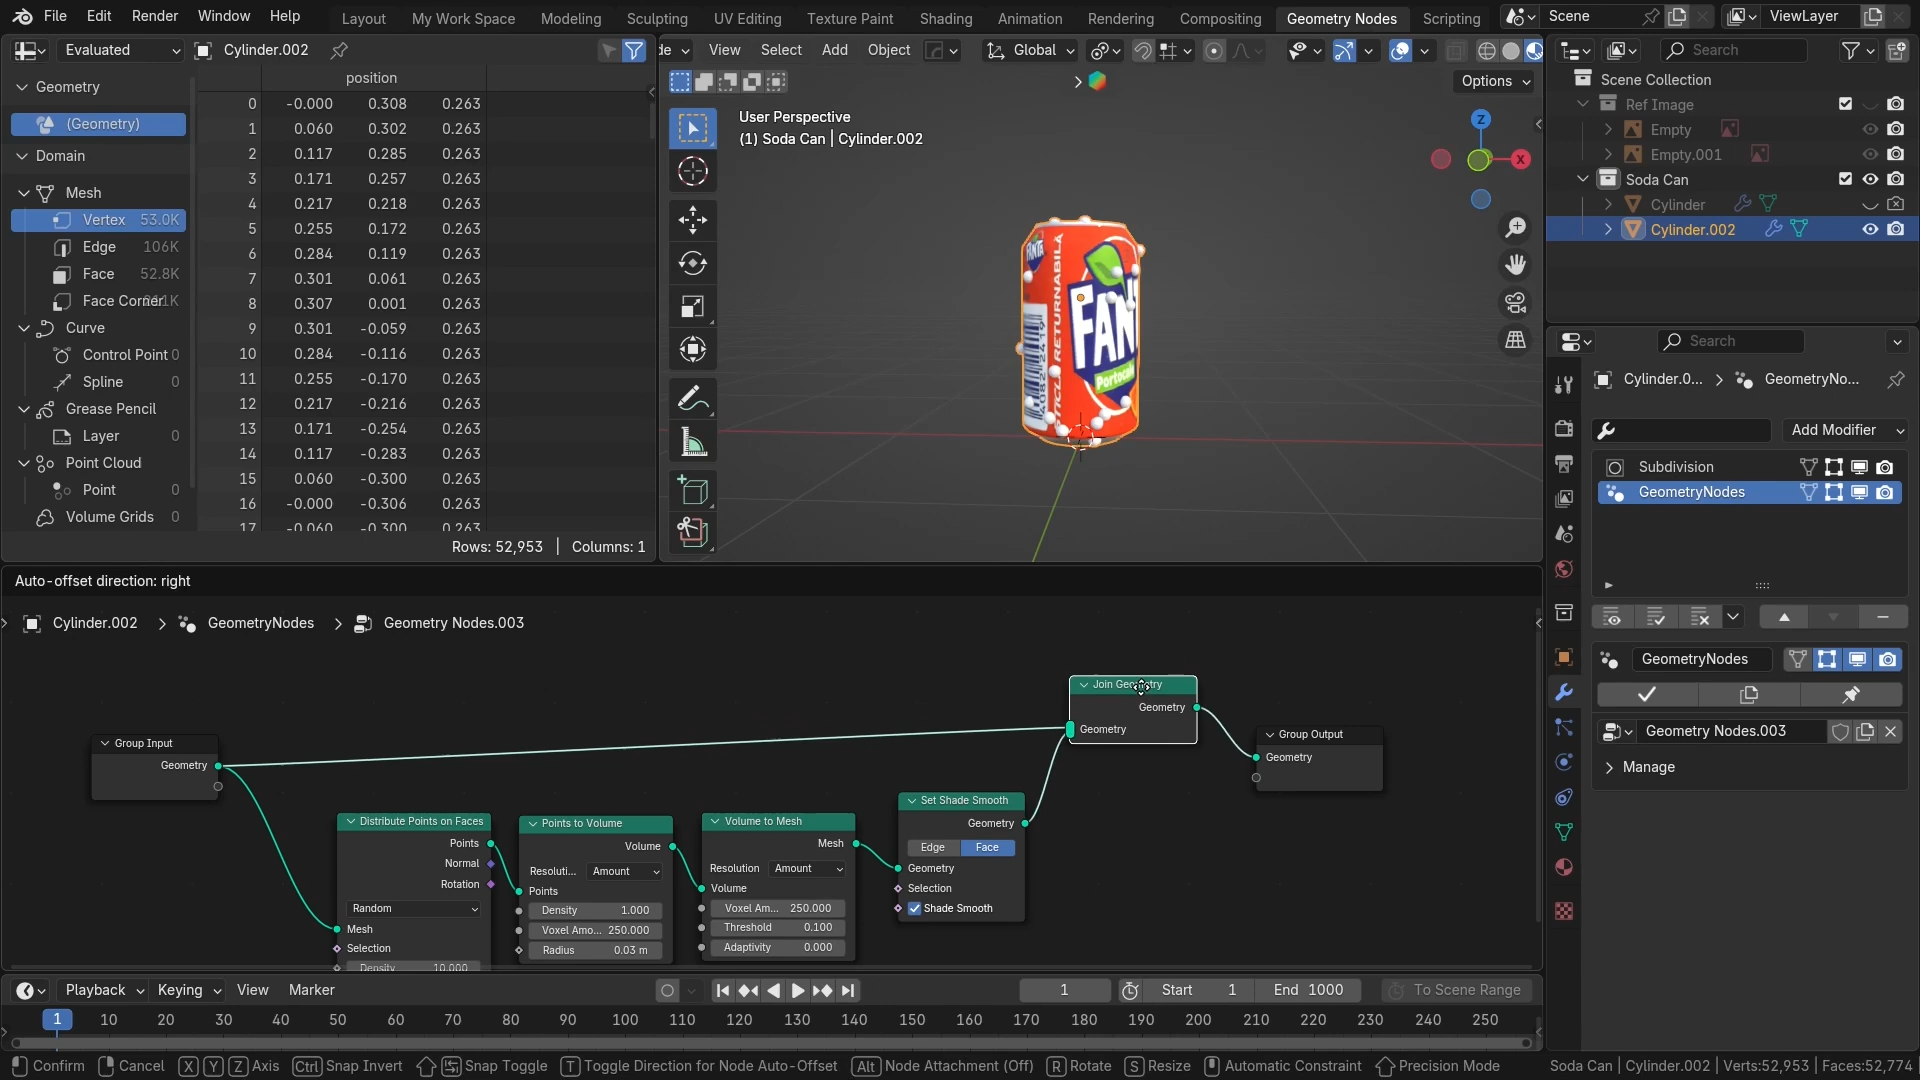 File Edit Render Window Help
Layout My Work Space Modeling Sculpting UV Editing Texture Paint Shading Animation Rendering Compositing Geometry Nodes Scripting
Scene
ViewLayer
Evaluated
Cylinder.002
Geometry
(Geometry)
Domain
Mesh
Vertex 53.0K
Edge 106K
Face 52.8K
Face Corner
Curve
Control Point 0
Spline 0
Grease Pencil
Layer 0
Point Cloud
Point 0
Volume Grids 0
position
0 -0.000 0.308 0.263
1 0.060 0.302 0.263
2 0.117 0.285 0.263
3 0.171 0.257 0.263
4 0.217 0.218 0.263
5 0.255 0.172 0.263
6 0.284 0.119 0.263
7 0.301 0.061 0.263
8 0.307 0.001 0.263
9 0.301 -0.059 0.263
10 0.284 -0.116 0.263
11 0.255 -0.170 0.263
12 0.217 -0.216 0.263
13 0.171 -0.254 0.263
14 0.117 -0.283 0.263
15 0.060 -0.300 0.263
16 -0.000 -0.306 0.263
17 -0.060 -0.300 0.263
Rows: 52,953 | Columns: 1
de View Select Add Object Global
Options
User Perspective
(1) Soda Can | Cylinder.002
Z
X
FANTA
RETURNABILĂ
FAN
Search
Scene Collection
Ref Image
Empty
Empty.001
Soda Can
Cylinder
Cylinder.002
Search
Cylinder.0... > GeometryNo...
Add Modifier
Subdivision
GeometryNodes
GeometryNodes
Geometry Nodes.003
Manage
Auto-offset direction: right
Cylinder.002 > GeometryNodes > Geometry Nodes.003
Group Input
Geometry
Distribute Points on Faces
Points
Normal
Rotation
Random
Mesh
Selection
Density 10.000
Points to Volume
Volume
Resoluti... Amount
Points
Density 1.000
Voxel Amo... 250.000
Radius 0.03 m
Volume to Mesh
Mesh
Resolution Amount
Volume
Voxel Am... 250.000
Threshold 0.100
Adaptivity 0.000
Set Shade Smooth
Geometry
Edge Face
Geometry
Selection
Shade Smooth
Join Geometry
Geometry
Geometry
Group Output
Geometry
Playback Keying View Marker
1
Start 1
End 1000
To Scene Range
1 10 20 30 40 50 60 70 80 90 100 110 120 130 140 150 160 170 180 190 200 210 220 230 240 250
Confirm Cancel X Y Z Axis Ctrl Snap Invert Snap Toggle T Toggle Direction for Node Auto-Offset Alt Node Attachment (Off) R Rotate S Resize Automatic Constraint Precision Mode
Soda Can | Cylinder.002 | Verts:52,953 | Faces:52,774